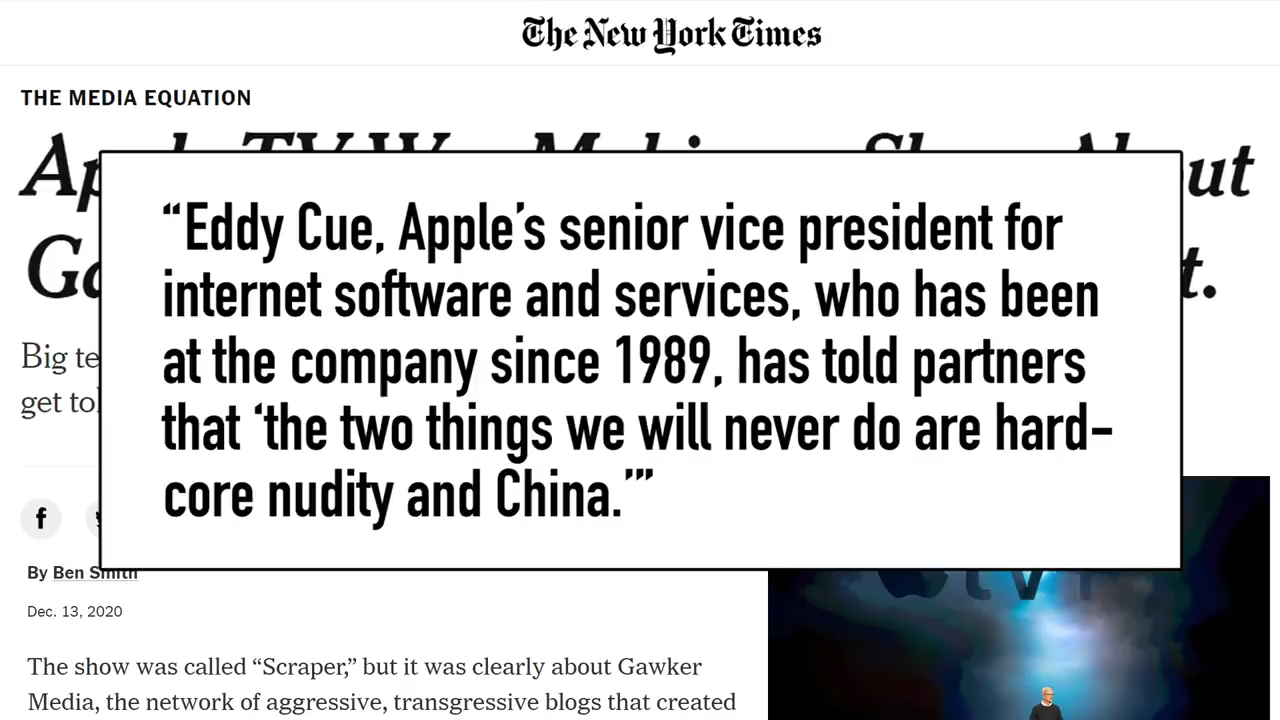 The New York Times
THE MEDIA EQUATION
“Eddy Cue, Apple’s senior vice president for
internet software and services, who has been
at the company since 1989, has told partners
that ‘the two things we will never do are hard-
core nudity and China.’”
Big
get
By Ben Smith
Dec. 13, 2020
The show was called “Scraper,” but it was clearly about Gawker
Media, the network of aggressive, transgressive blogs that created